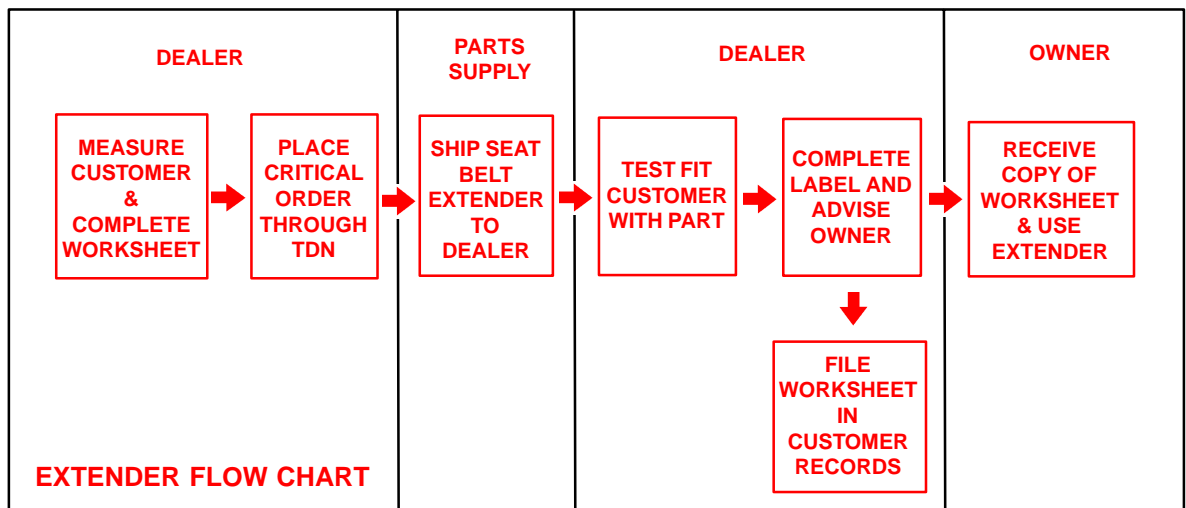 DEALER
PARTS
SUPPLY
DEALER
OWNER
MEASURE
CUSTOMER
&
COMPLETE
WORKSHEET
PLACE
CRITICAL
ORDER
THROUGH
TDN
SHIP SEAT
BELT
EXTENDER
TO
DEALER
TEST FIT
CUSTOMER
WITH PART
COMPLETE
LABEL AND
ADVISE
OWNER
RECEIVE
COPY OF
WORKSHEET
& USE
EXTENDER
FILE
WORKSHEET
IN
CUSTOMER
RECORDS
EXTENDER FLOW CHART